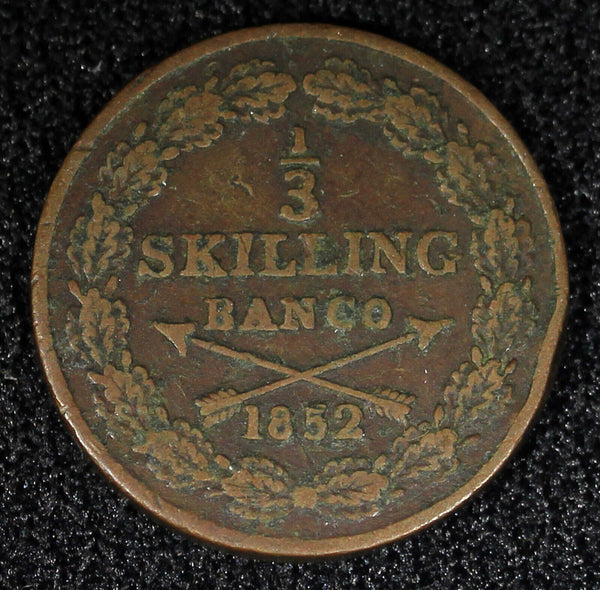 1/3
SKILLING
BANCO
1852